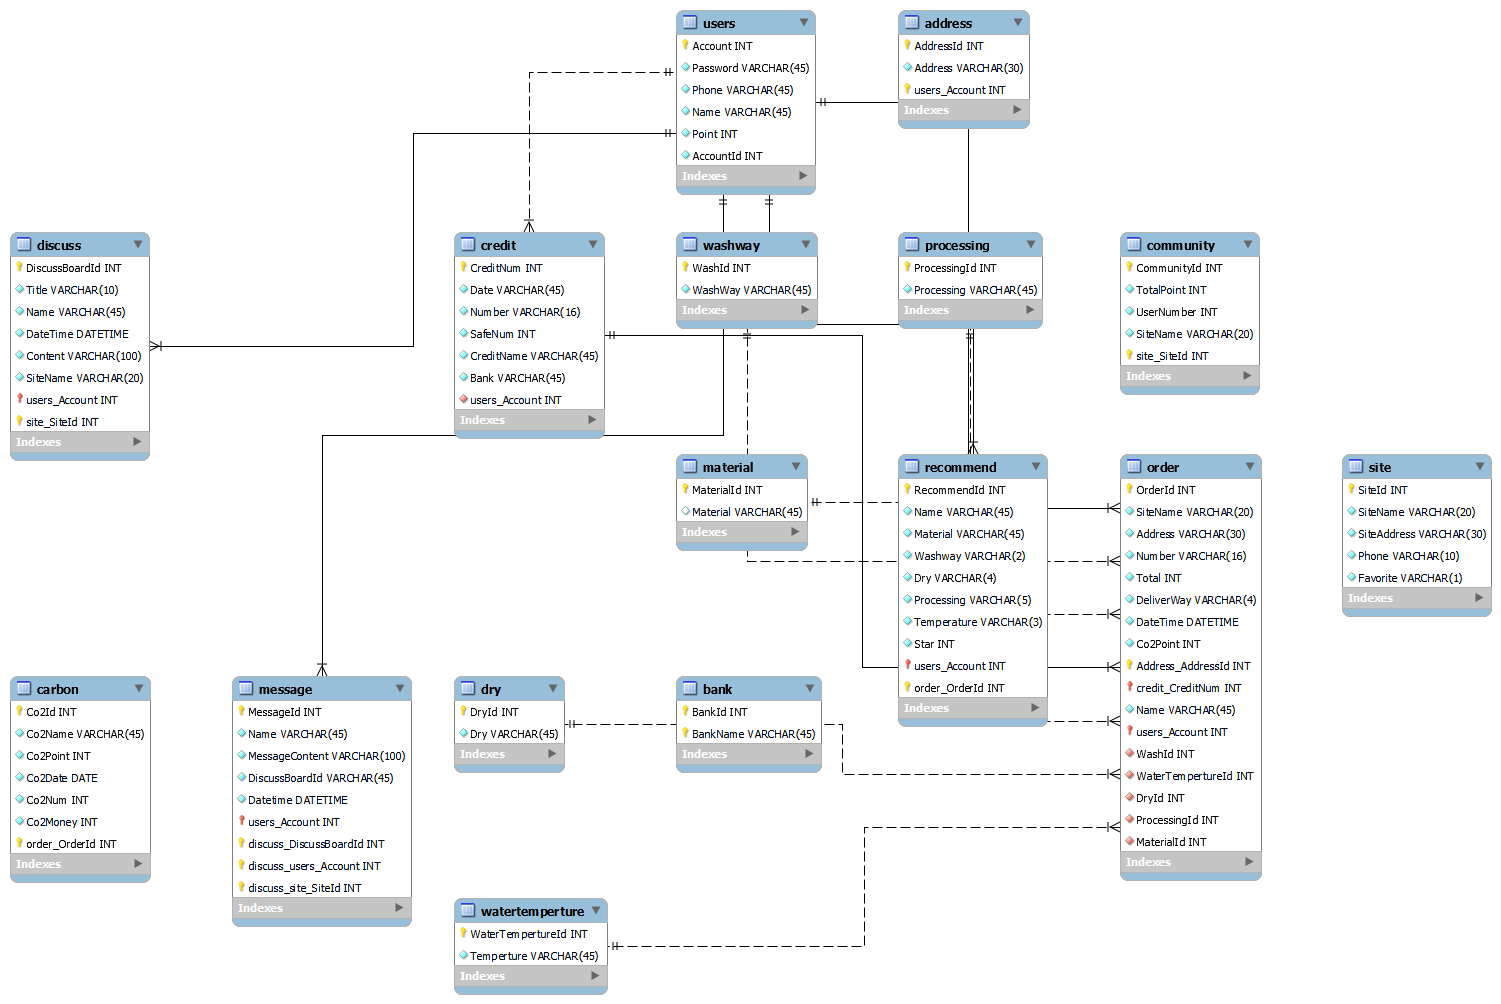 users
Account INT
Password VARCHAR(45)
Phone VARCHAR(45)
Name VARCHAR(45)
Point INT
AccountId INT
Indexes
address
AddressId INT
Address VARCHAR(30)
users_Account INT
Indexes
discuss
DiscussBoardId INT
Title VARCHAR(10)
Name VARCHAR(45)
DateTime DATETIME
Content VARCHAR(100)
SiteName VARCHAR(20)
users_Account INT
site_SiteId INT
Indexes
credit
CreditNum INT
Date VARCHAR(45)
Number VARCHAR(16)
SafeNum INT
CreditName VARCHAR(45)
Bank VARCHAR(45)
users_Account INT
Indexes
washway
WashId INT
WashWay VARCHAR(45)
Indexes
processing
ProcessingId INT
Processing VARCHAR(45)
Indexes
community
CommunityId INT
TotalPoint INT
UserNumber INT
SiteName VARCHAR(20)
site_SiteId INT
Indexes
material
MaterialId INT
Material VARCHAR(45)
Indexes
recommend
RecommendId INT
Name VARCHAR(45)
Material VARCHAR(45)
Washway VARCHAR(2)
Dry VARCHAR(4)
Processing VARCHAR(5)
Temperature VARCHAR(3)
Star INT
users_Account INT
order_OrderId INT
Indexes
order
OrderId INT
SiteName VARCHAR(20)
Address VARCHAR(30)
Number VARCHAR(16)
Total INT
DeliverWay VARCHAR(4)
DateTime DATETIME
Co2Point INT
Address_AddressId INT
credit_CreditNum INT
Name VARCHAR(45)
users_Account INT
WashId INT
WaterTempertureId INT
DryId INT
ProcessingId INT
MaterialId INT
Indexes
site
SiteId INT
SiteName VARCHAR(20)
SiteAddress VARCHAR(30)
Phone VARCHAR(10)
Favorite VARCHAR(1)
Indexes
carbon
Co2Id INT
Co2Name VARCHAR(45)
Co2Point INT
Co2Date DATE
Co2Num INT
Co2Money INT
order_OrderId INT
Indexes
message
MessageId INT
Name VARCHAR(45)
MessageContent VARCHAR(100)
DiscussBoardId VARCHAR(45)
Datetime DATETIME
users_Account INT
discuss_DiscussBoardId INT
discuss_users_Account INT
discuss_site_SiteId INT
Indexes
dry
DryId INT
Dry VARCHAR(45)
Indexes
bank
BankId INT
BankName VARCHAR(45)
Indexes
watertemperture
WaterTempertureId INT
Temperture VARCHAR(45)
Indexes